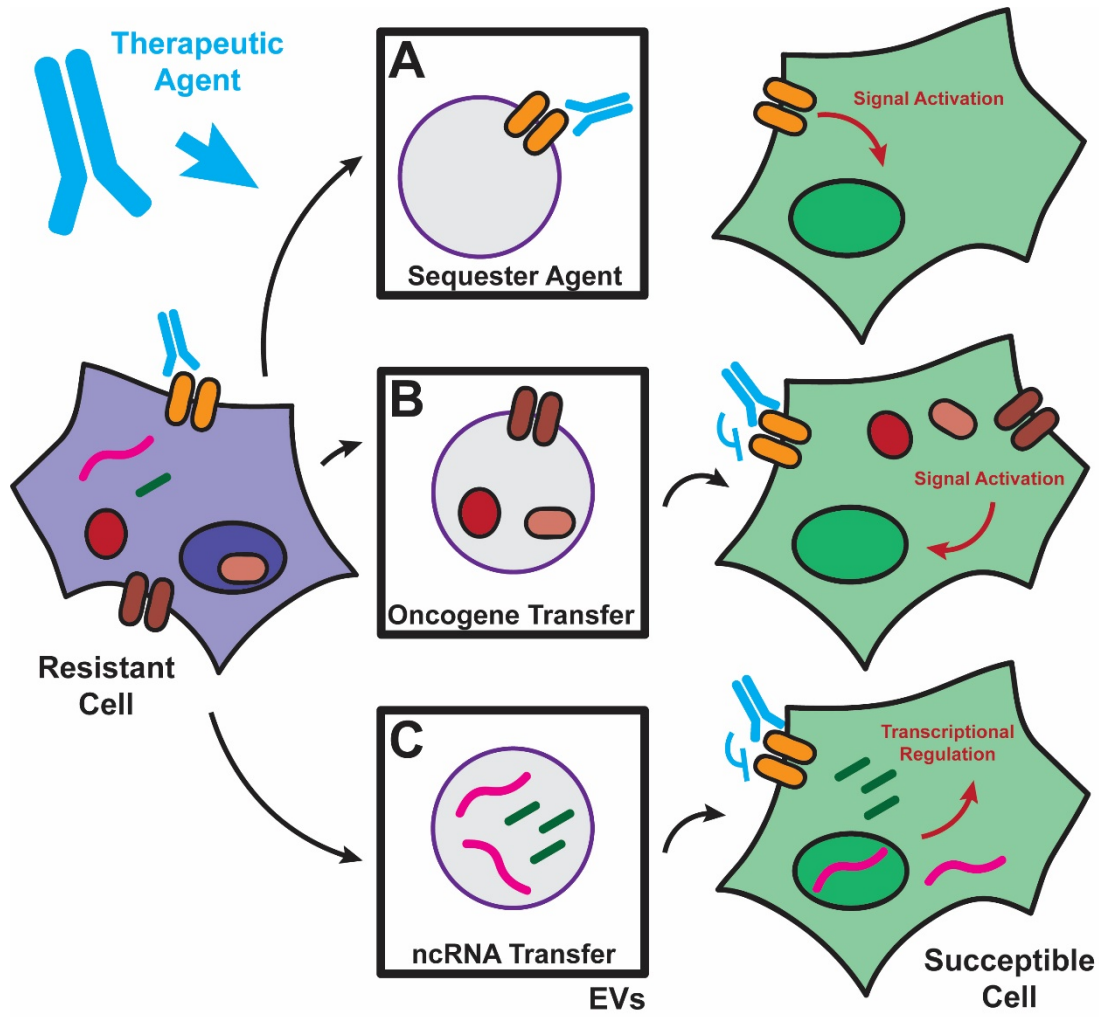 Therapeutic
Agent
A
Sequester Agent
Signal Activation
B
Oncogene Transfer
Signal Activation
Resistant
Cell
C
ncRNA Transfer
EVs
Transcriptional
Regulation
Succeptible
Cell